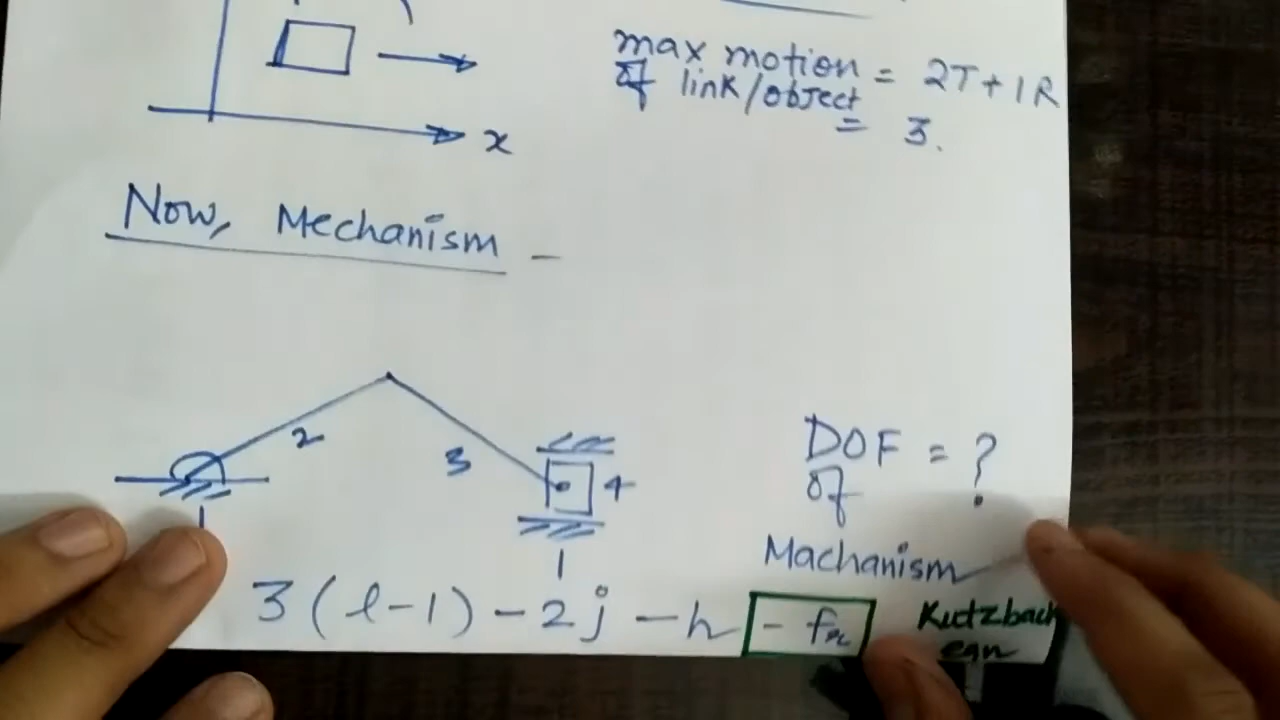 max motion = 2T+1R
of link/object
= 3.
x
Now, Mechanism -
2
3
4
1
1
DOF = ?
of
Machanism
3(l-1)-2j-h - fr
Kutzback
eqn